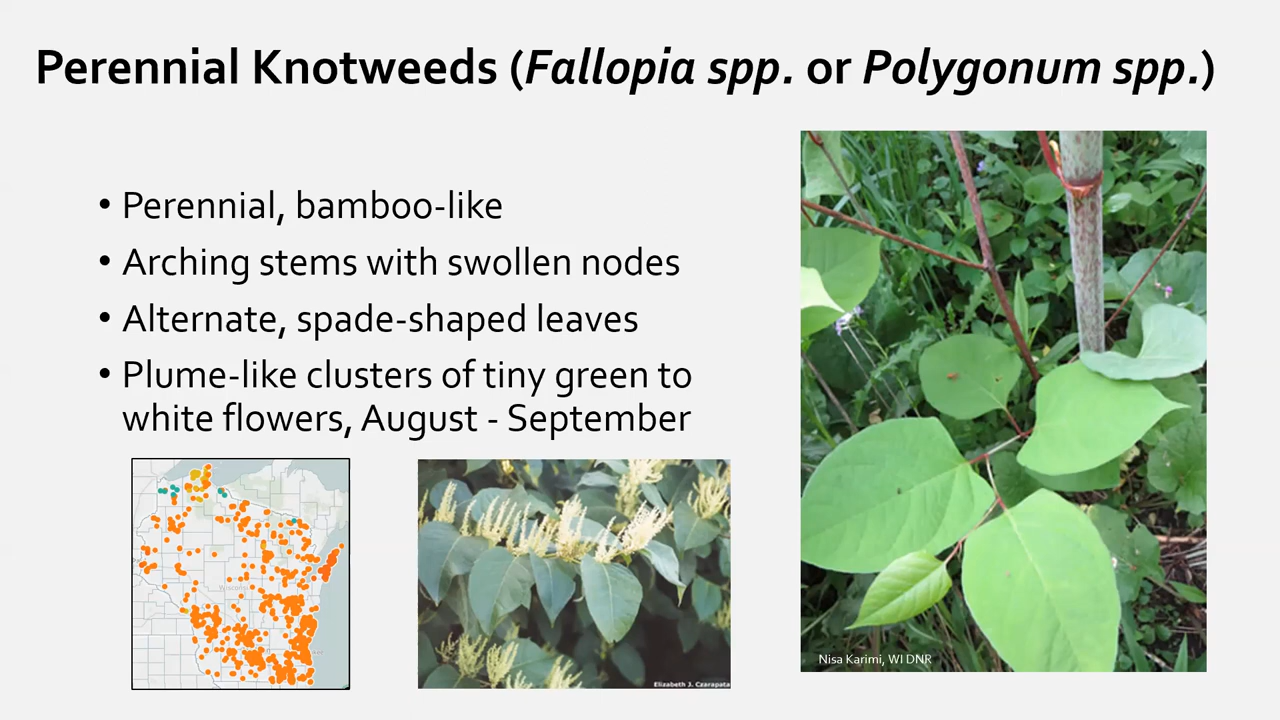 Perennial Knotweeds (Fallopia spp. or Polygonum spp.)
• Perennial, bamboo-like
• Arching stems with swollen nodes
• Alternate, spade-shaped leaves
• Plume-like clusters of tiny green to
white flowers, August - September
Wisconsin
Elizabeth J. Czarapata
Nisa Karimi, WI DNR